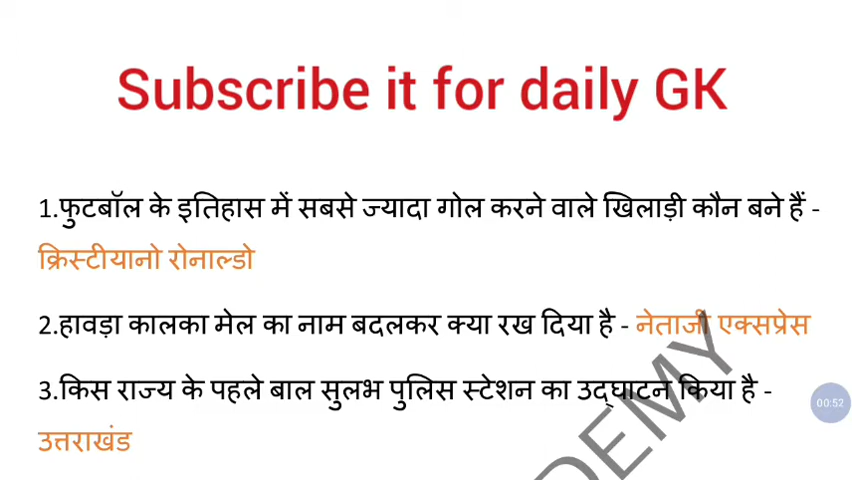 Subscribe it for daily GK
1.फुटबॉल के इतिहास में सबसे ज्यादा गोल करने वाले खिलाड़ी कौन बने हैं -
क्रिस्टीयानो रोनाल्डो
2.हावड़ा कालका मेल का नाम बदलकर क्या रख दिया है - नेताजी एक्सप्रेस
3.किस राज्य के पहले बाल सुलभ पुलिस स्टेशन का उद्घाटन किया है -
00:52
उत्तराखंड